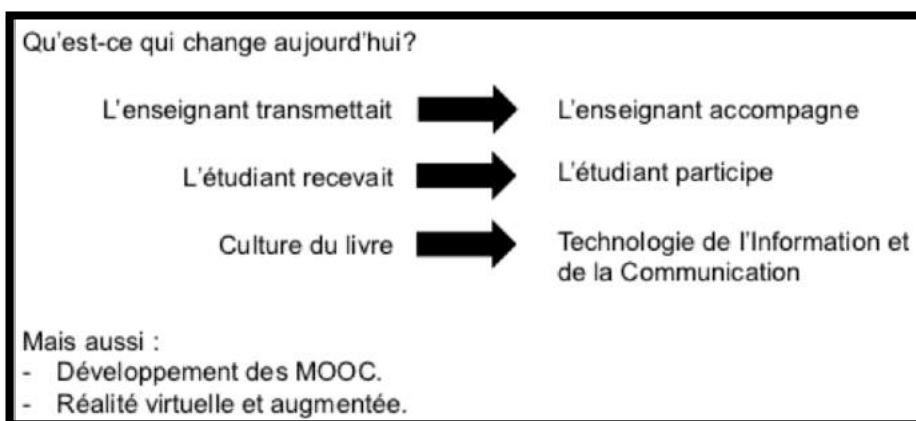 Qu'est-ce qui change aujourd'hui?
L'enseignant transmettait
L'enseignant accompagne
L'étudiant recevait
L'étudiant participe
Culture du livre
Technologie de l'Information et
de la Communication
Mais aussi :
- Développement des MOOC.
- Réalité virtuelle et augmentée.